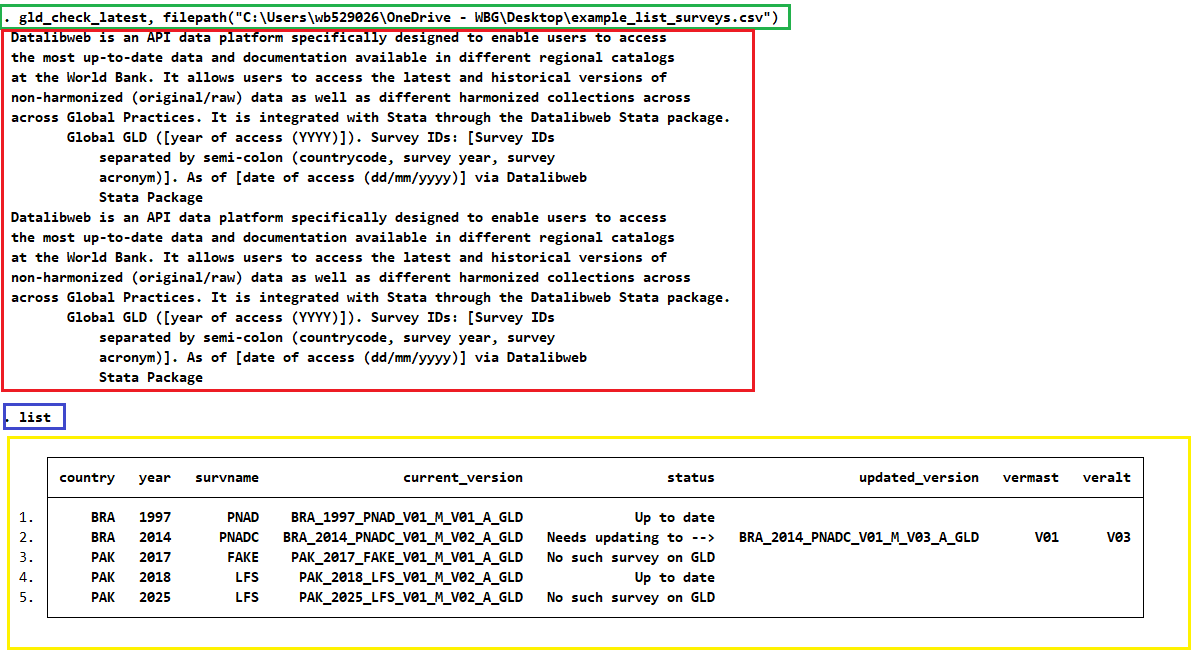 . gld_check_latest, filepath("C:\Users\wb529026\OneDrive - WBG\Desktop\example_list_surveys.csv")
Datalibweb is an API data platform specifically designed to enable users to access
the most up-to-date data and documentation available in different regional catalogs
at the World Bank. It allows users to access the latest and historical versions of
non-harmonized (original/raw) data as well as different harmonized collections across
across Global Practices. It is integrated with Stata through the Datalibweb Stata package.
Global GLD ([year of access (YYYY)]). Survey IDs: [Survey IDs
separated by semi-colon (countrycode, survey year, survey
acronym)]. As of [date of access (dd/mm/yyyy)] via Datalibweb
Stata Package
Datalibweb is an API data platform specifically designed to enable users to access
the most up-to-date data and documentation available in different regional catalogs
at the World Bank. It allows users to access the latest and historical versions of
non-harmonized (original/raw) data as well as different harmonized collections across
across Global Practices. It is integrated with Stata through the Datalibweb Stata package.
Global GLD ([year of access (YYYY)]). Survey IDs: [Survey IDs
separated by semi-colon (countrycode, survey year, survey
acronym)]. As of [date of access (dd/mm/yyyy)] via Datalibweb
Stata Package
. list
country year survname current_version status updated_version vermast veralt
1. BRA 1997 PNAD BRA_1997_PNAD_V01_M_V01_A_GLD Up to date
2. BRA 2014 PNADC BRA_2014_PNADC_V01_M_V02_A_GLD Needs updating to --> BRA_2014_PNADC_V01_M_V03_A_GLD V01 V03
3. PAK 2017 FAKE PAK_2017_FAKE_V01_M_V01_A_GLD No such survey on GLD
4. PAK 2018 LFS PAK_2018_LFS_V01_M_V02_A_GLD Up to date
5. PAK 2025 LFS PAK_2025_LFS_V01_M_V02_A_GLD No such survey on GLD